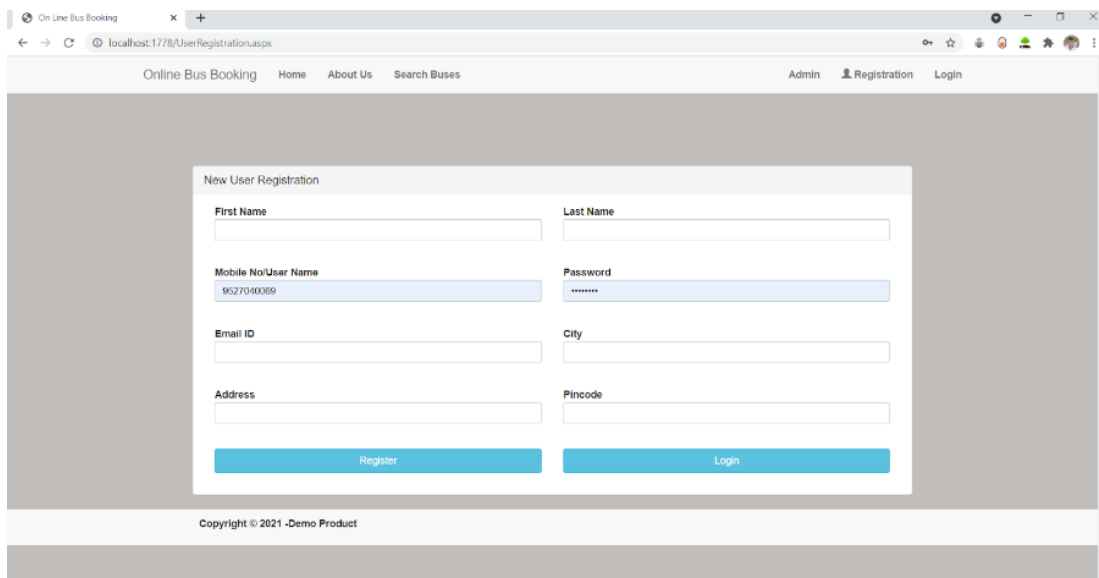 On Line Bus Booking
localhost:1778/UserRegistration.aspx
Online Bus Booking Home About Us Search Buses Admin Registration Login
New User Registration
First Name Last Name
Mobile No/User Name Password
9527040069 ••••••••
Email ID City
Address Pincode
Register Login
Copyright © 2021 -Demo Product